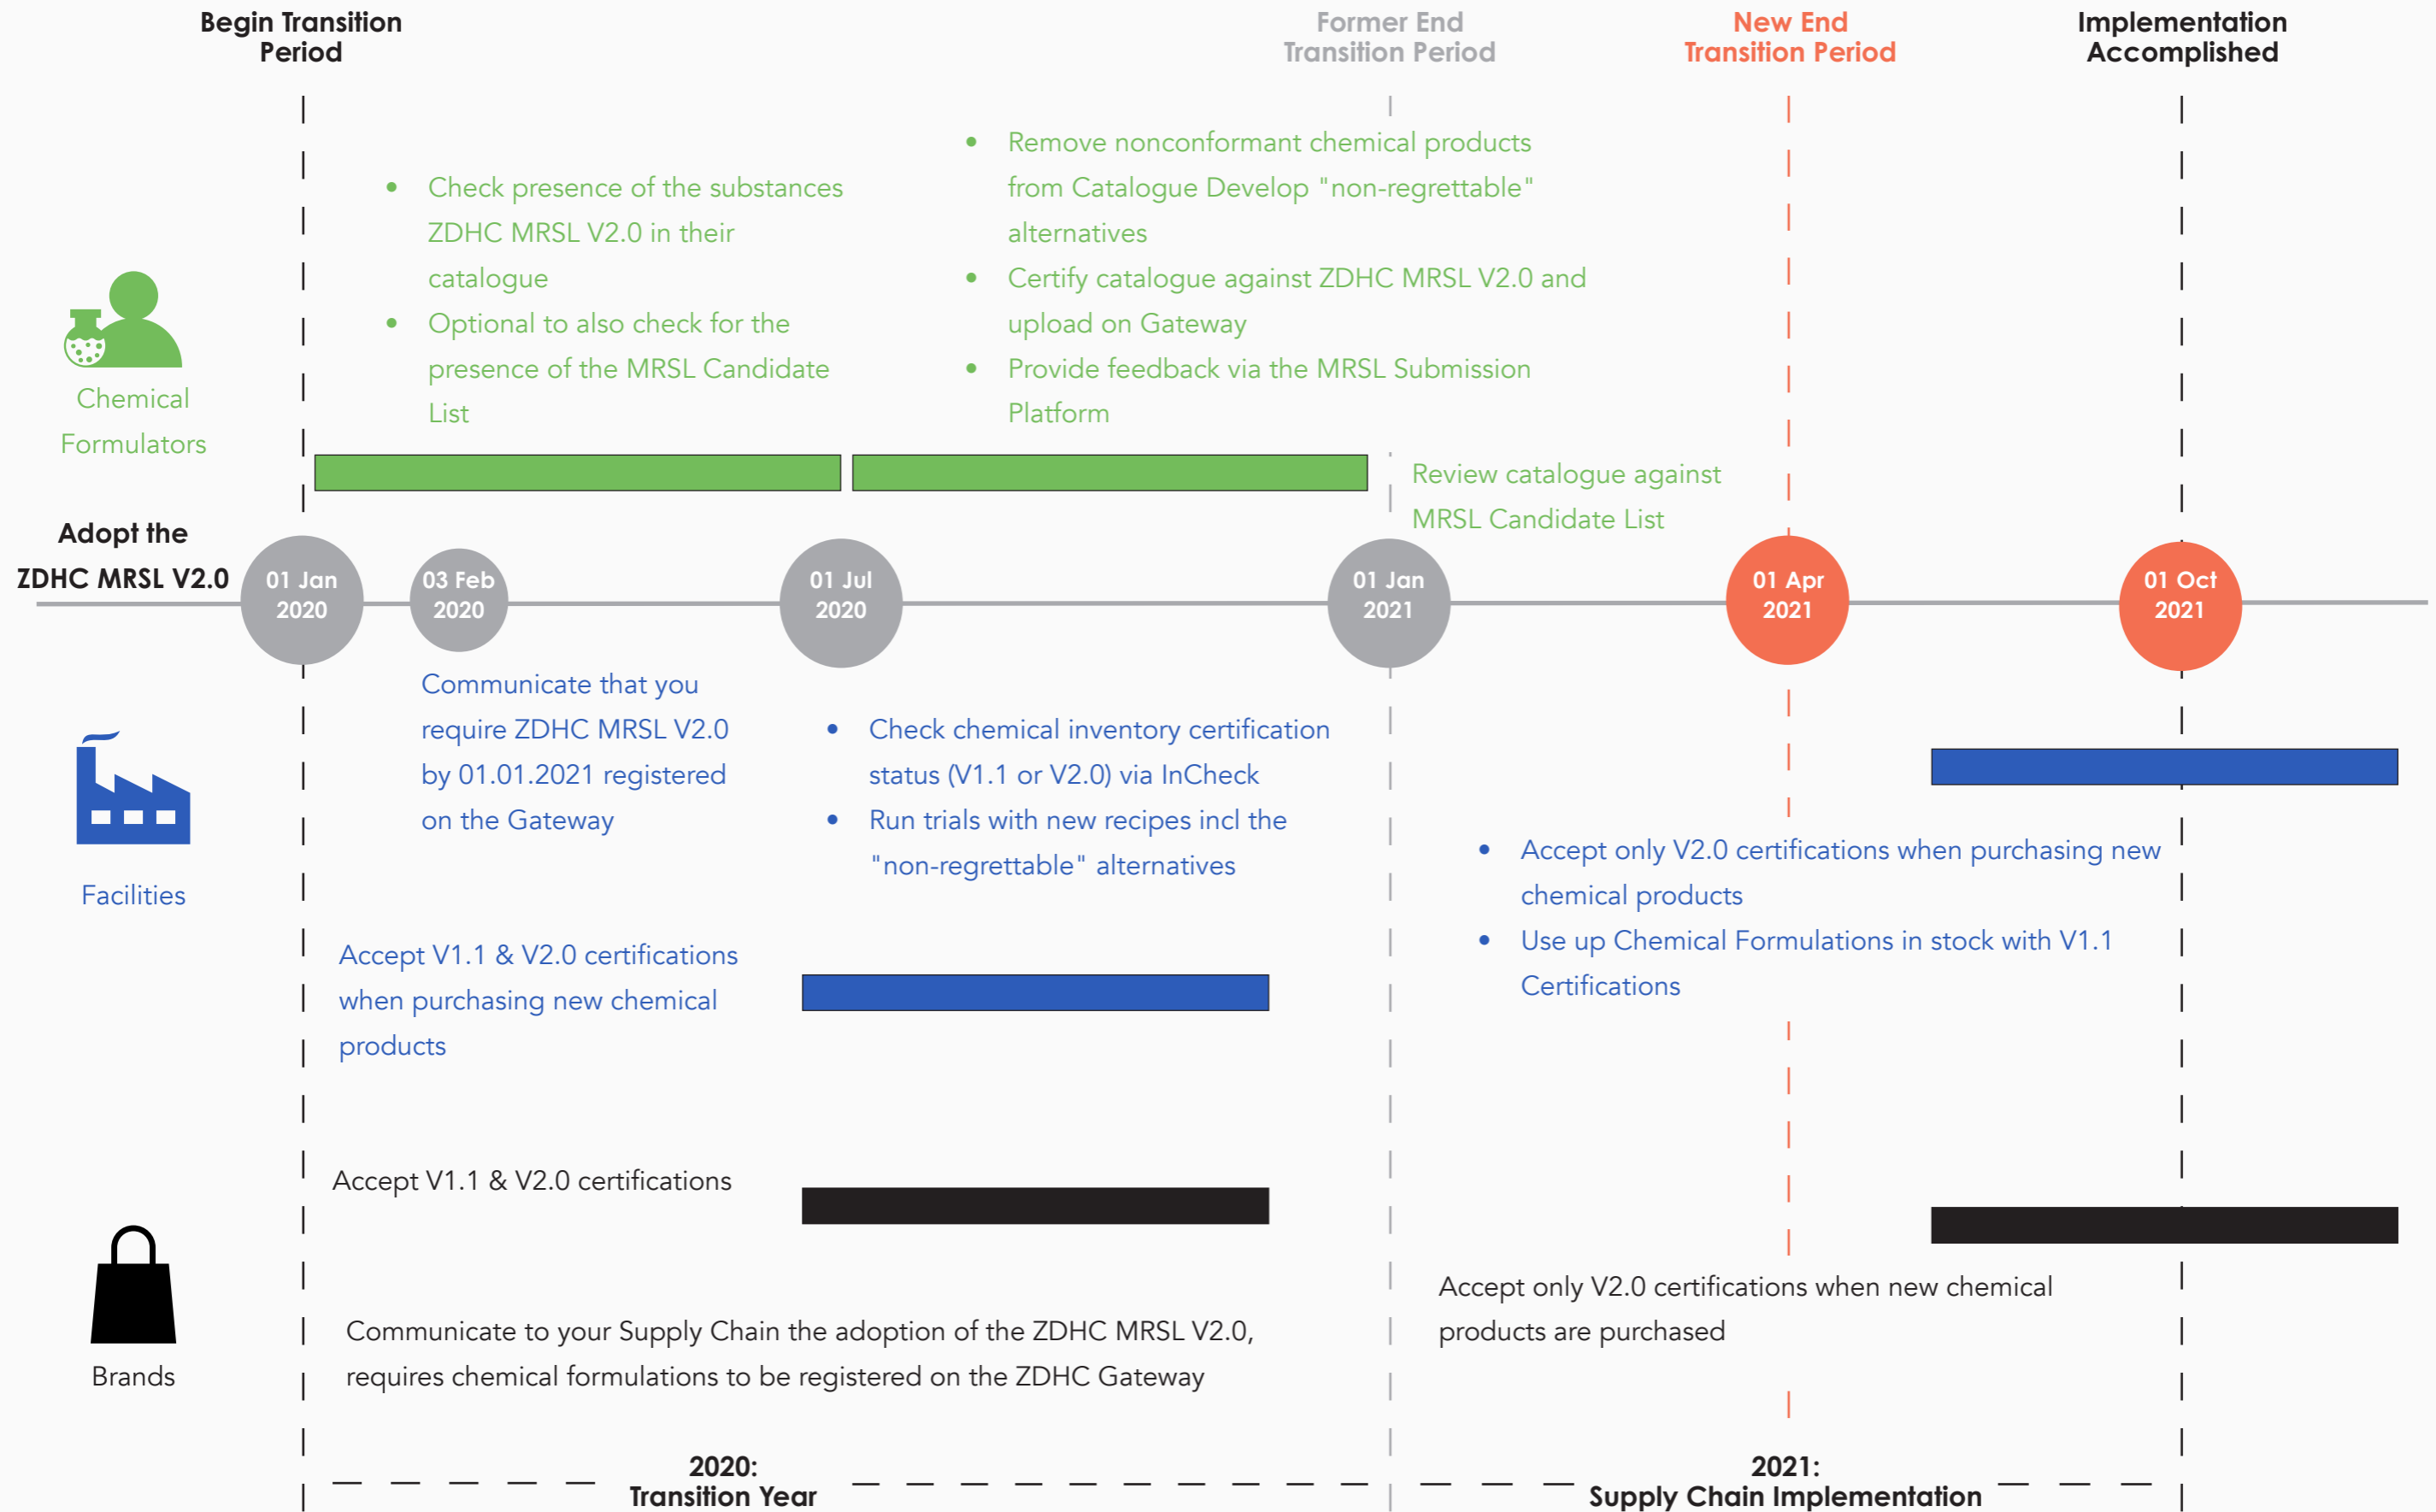 Begin Transition
Period
Former End
Transition Period
New End
Transition Period
Implementation
Accomplished
Chemical
Formulators
• Check presence of the substances
ZDHC MRSL V2.0 in their
catalogue
• Optional to also check for the
presence of the MRSL Candidate
List
• Remove nonconformant chemical products
from Catalogue Develop "non-regrettable"
alternatives
• Certify catalogue against ZDHC MRSL V2.0 and
upload on Gateway
• Provide feedback via the MRSL Submission
Platform
Review catalogue against
MRSL Candidate List
Adopt the
ZDHC MRSL V2.0
01 Jan
2020
03 Feb
2020
01 Jul
2020
01 Jan
2021
01 Apr
2021
01 Oct
2021
Facilities
Communicate that you
require ZDHC MRSL V2.0
by 01.01.2021 registered
on the Gateway
• Check chemical inventory certification
status (V1.1 or V2.0) via InCheck
• Run trials with new recipes incl the
"non-regrettable" alternatives
• Accept only V2.0 certifications when purchasing new
chemical products
• Use up Chemical Formulations in stock with V1.1
Certifications
Accept V1.1 & V2.0 certifications
when purchasing new chemical
products
Brands
Accept V1.1 & V2.0 certifications
Communicate to your Supply Chain the adoption of the ZDHC MRSL V2.0,
requires chemical formulations to be registered on the ZDHC Gateway
Accept only V2.0 certifications when new chemical
products are purchased
2020:
Transition Year
2021:
Supply Chain Implementation